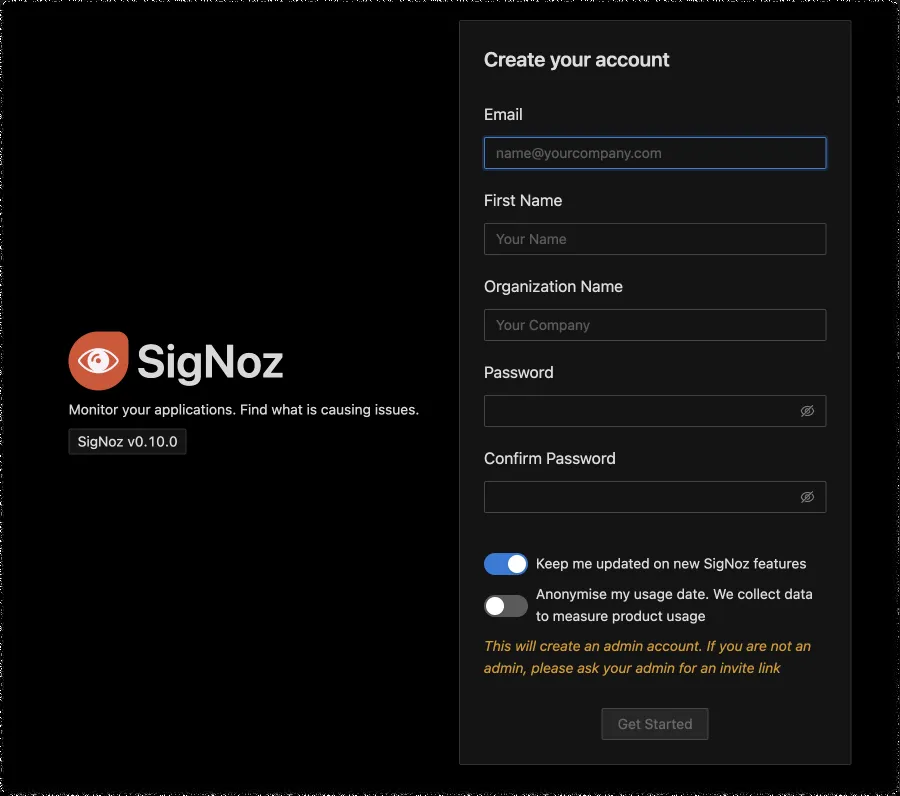 SigNoz
Monitor your applications. Find what is causing issues.
SigNoz v0.10.0
Create your account
Email
name@yourcompany.com
First Name
Your Name
Organization Name
Your Company
Password
Confirm Password
Keep me updated on new SigNoz features
Anonymise my usage date. We collect data
to measure product usage
This will create an admin account. If you are not an
admin, please ask your admin for an invite link
Get Started